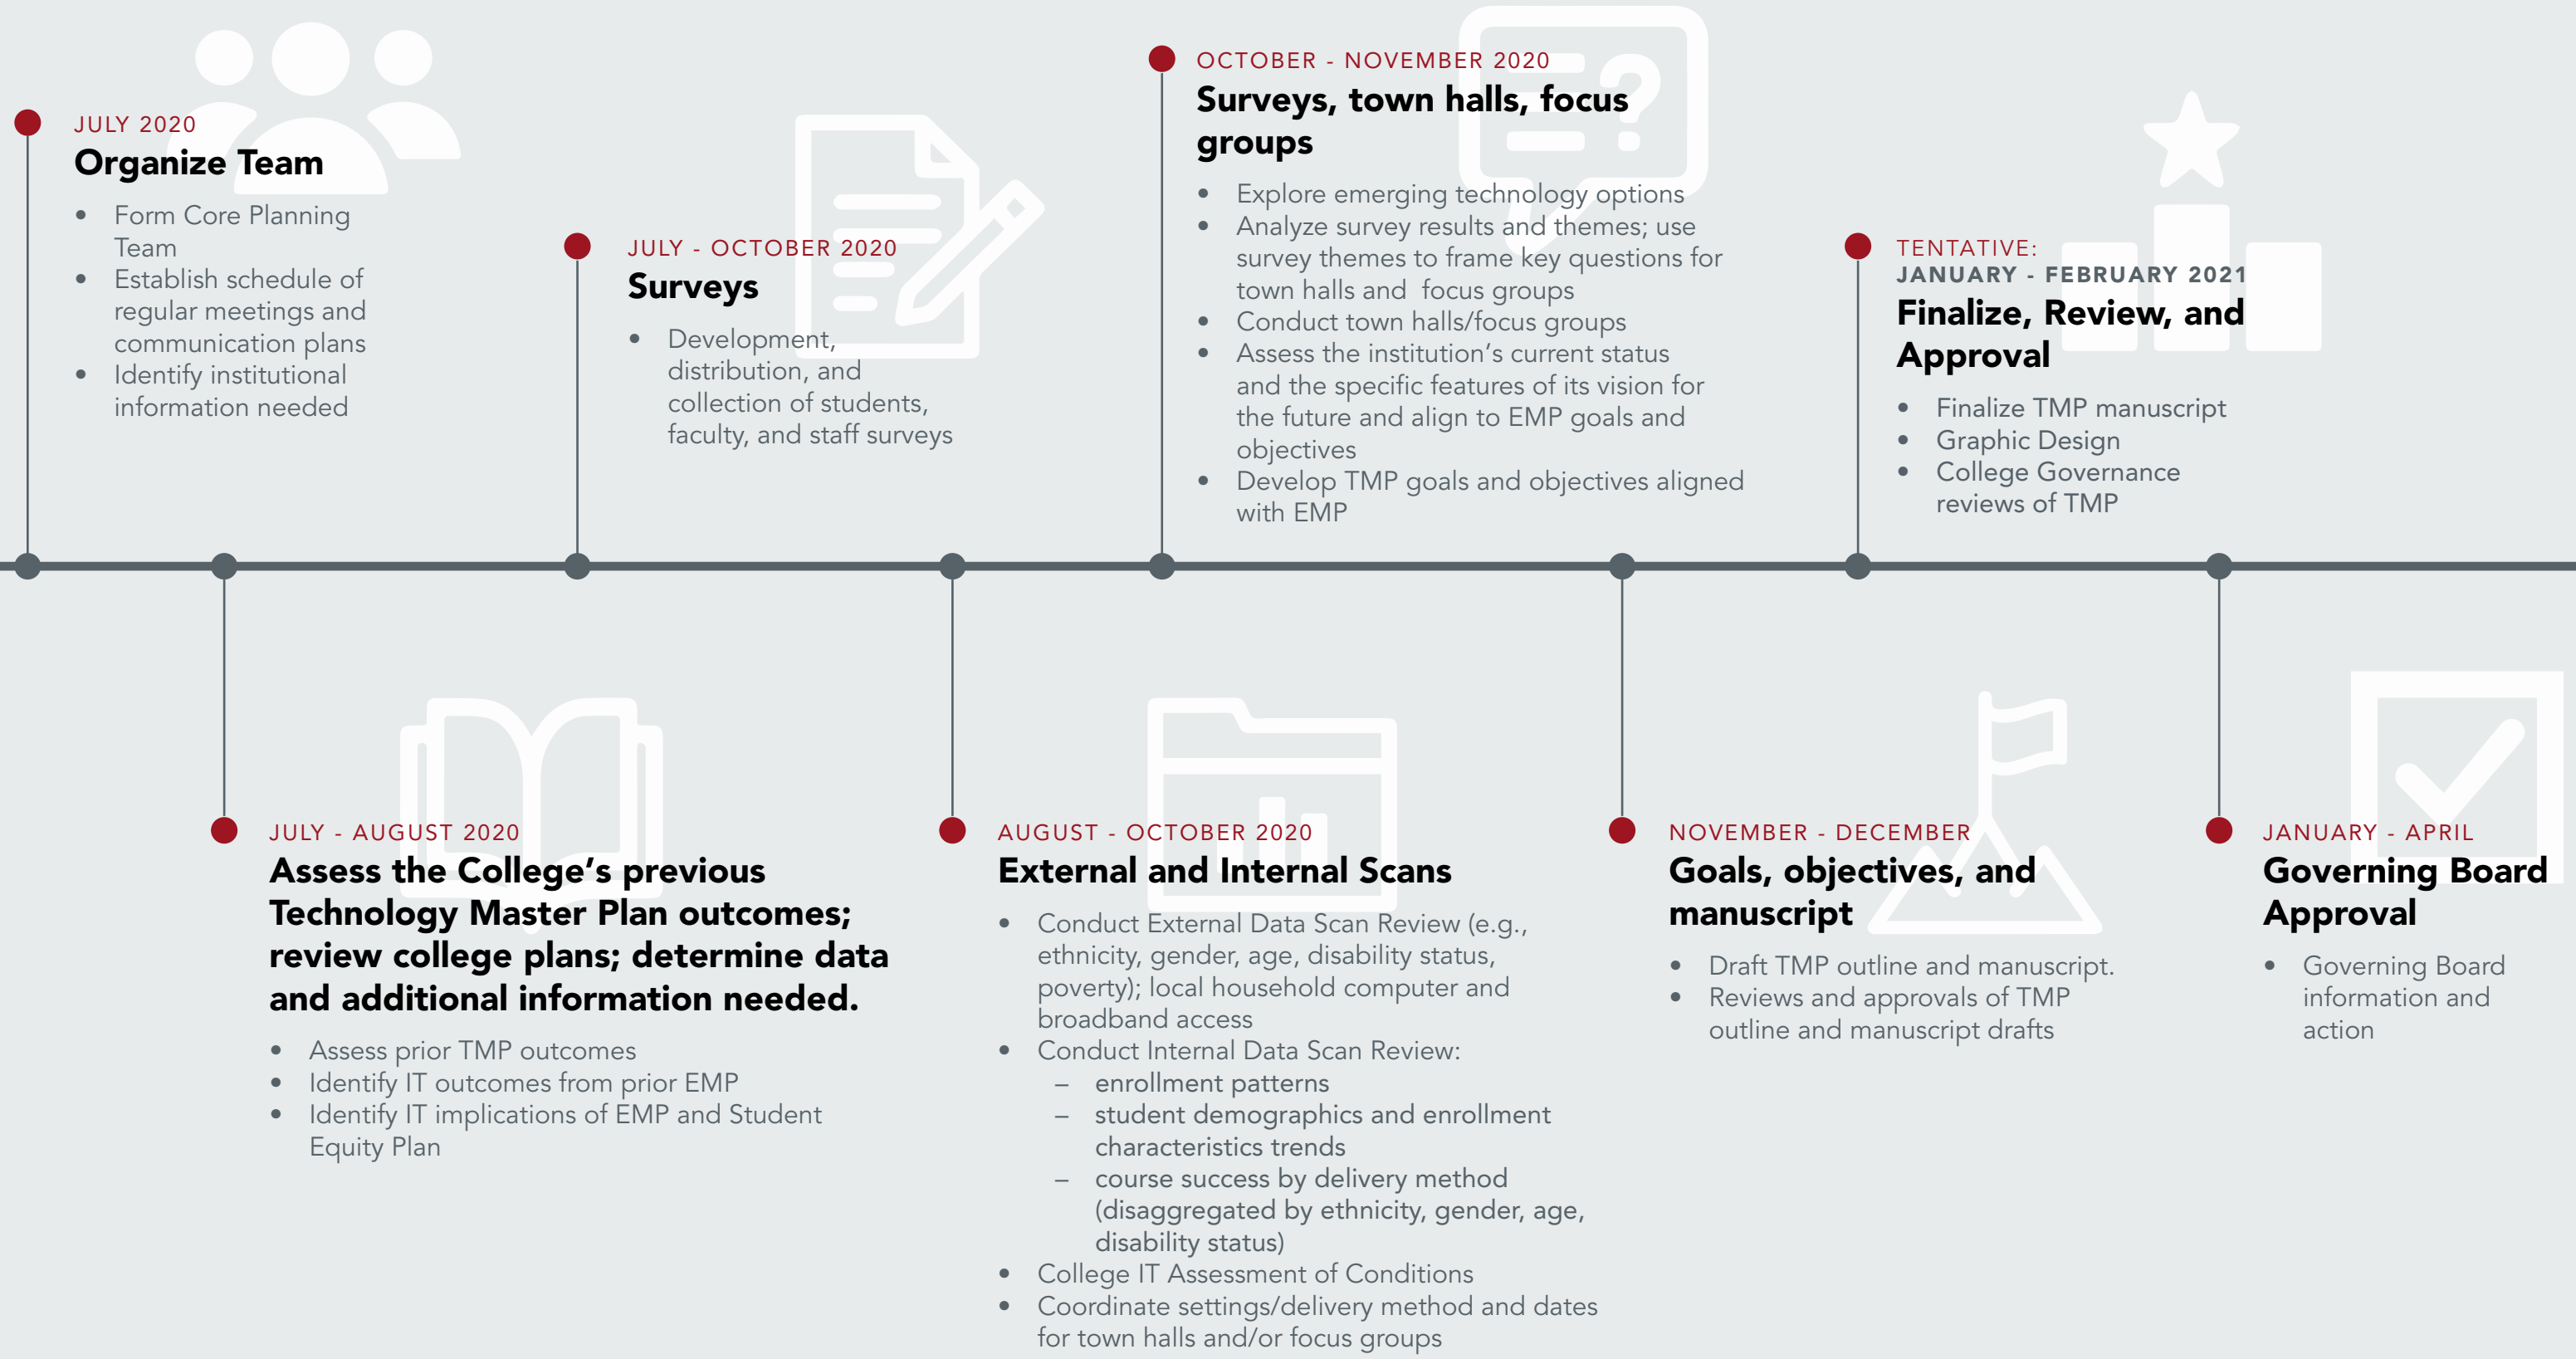 JULY 2020
Organize Team
• Form Core Planning
Team
• Establish schedule of
regular meetings and
communication plans
• Identify institutional
information needed
JULY - AUGUST 2020
Assess the College’s previous
Technology Master Plan outcomes;
review college plans; determine data
and additional information needed.
• Assess prior TMP outcomes
• Identify IT outcomes from prior EMP
• Identify IT implications of EMP and Student
Equity Plan
JULY - OCTOBER 2020
Surveys
• Development,
distribution, and
collection of students,
faculty, and staff surveys
AUGUST - OCTOBER 2020
External and Internal Scans
• Conduct External Data Scan Review (e.g.,
ethnicity, gender, age, disability status,
poverty); local household computer and
broadband access
• Conduct Internal Data Scan Review:
– enrollment patterns
– student demographics and enrollment
characteristics trends
– course success by delivery method
(disaggregated by ethnicity, gender, age,
disability status)
• College IT Assessment of Conditions
• Coordinate settings/delivery method and dates
for town halls and/or focus groups
OCTOBER - NOVEMBER 2020
Surveys, town halls, focus
groups
• Explore emerging technology options
• Analyze survey results and themes; use
survey themes to frame key questions for
town halls and  focus groups
• Conduct town halls/focus groups
• Assess the institution’s current status
and the specific features of its vision for
the future and align to EMP goals and
objectives
• Develop TMP goals and objectives aligned
with EMP
NOVEMBER - DECEMBER
Goals, objectives, and
manuscript
• Draft TMP outline and manuscript.
• Reviews and approvals of TMP
outline and manuscript drafts
TENTATIVE:
JANUARY - FEBRUARY 2021
Finalize, Review, and
Approval
• Finalize TMP manuscript
• Graphic Design
• College Governance
reviews of TMP
JANUARY - APRIL
Governing Board
Approval
• Governing Board
information and
action